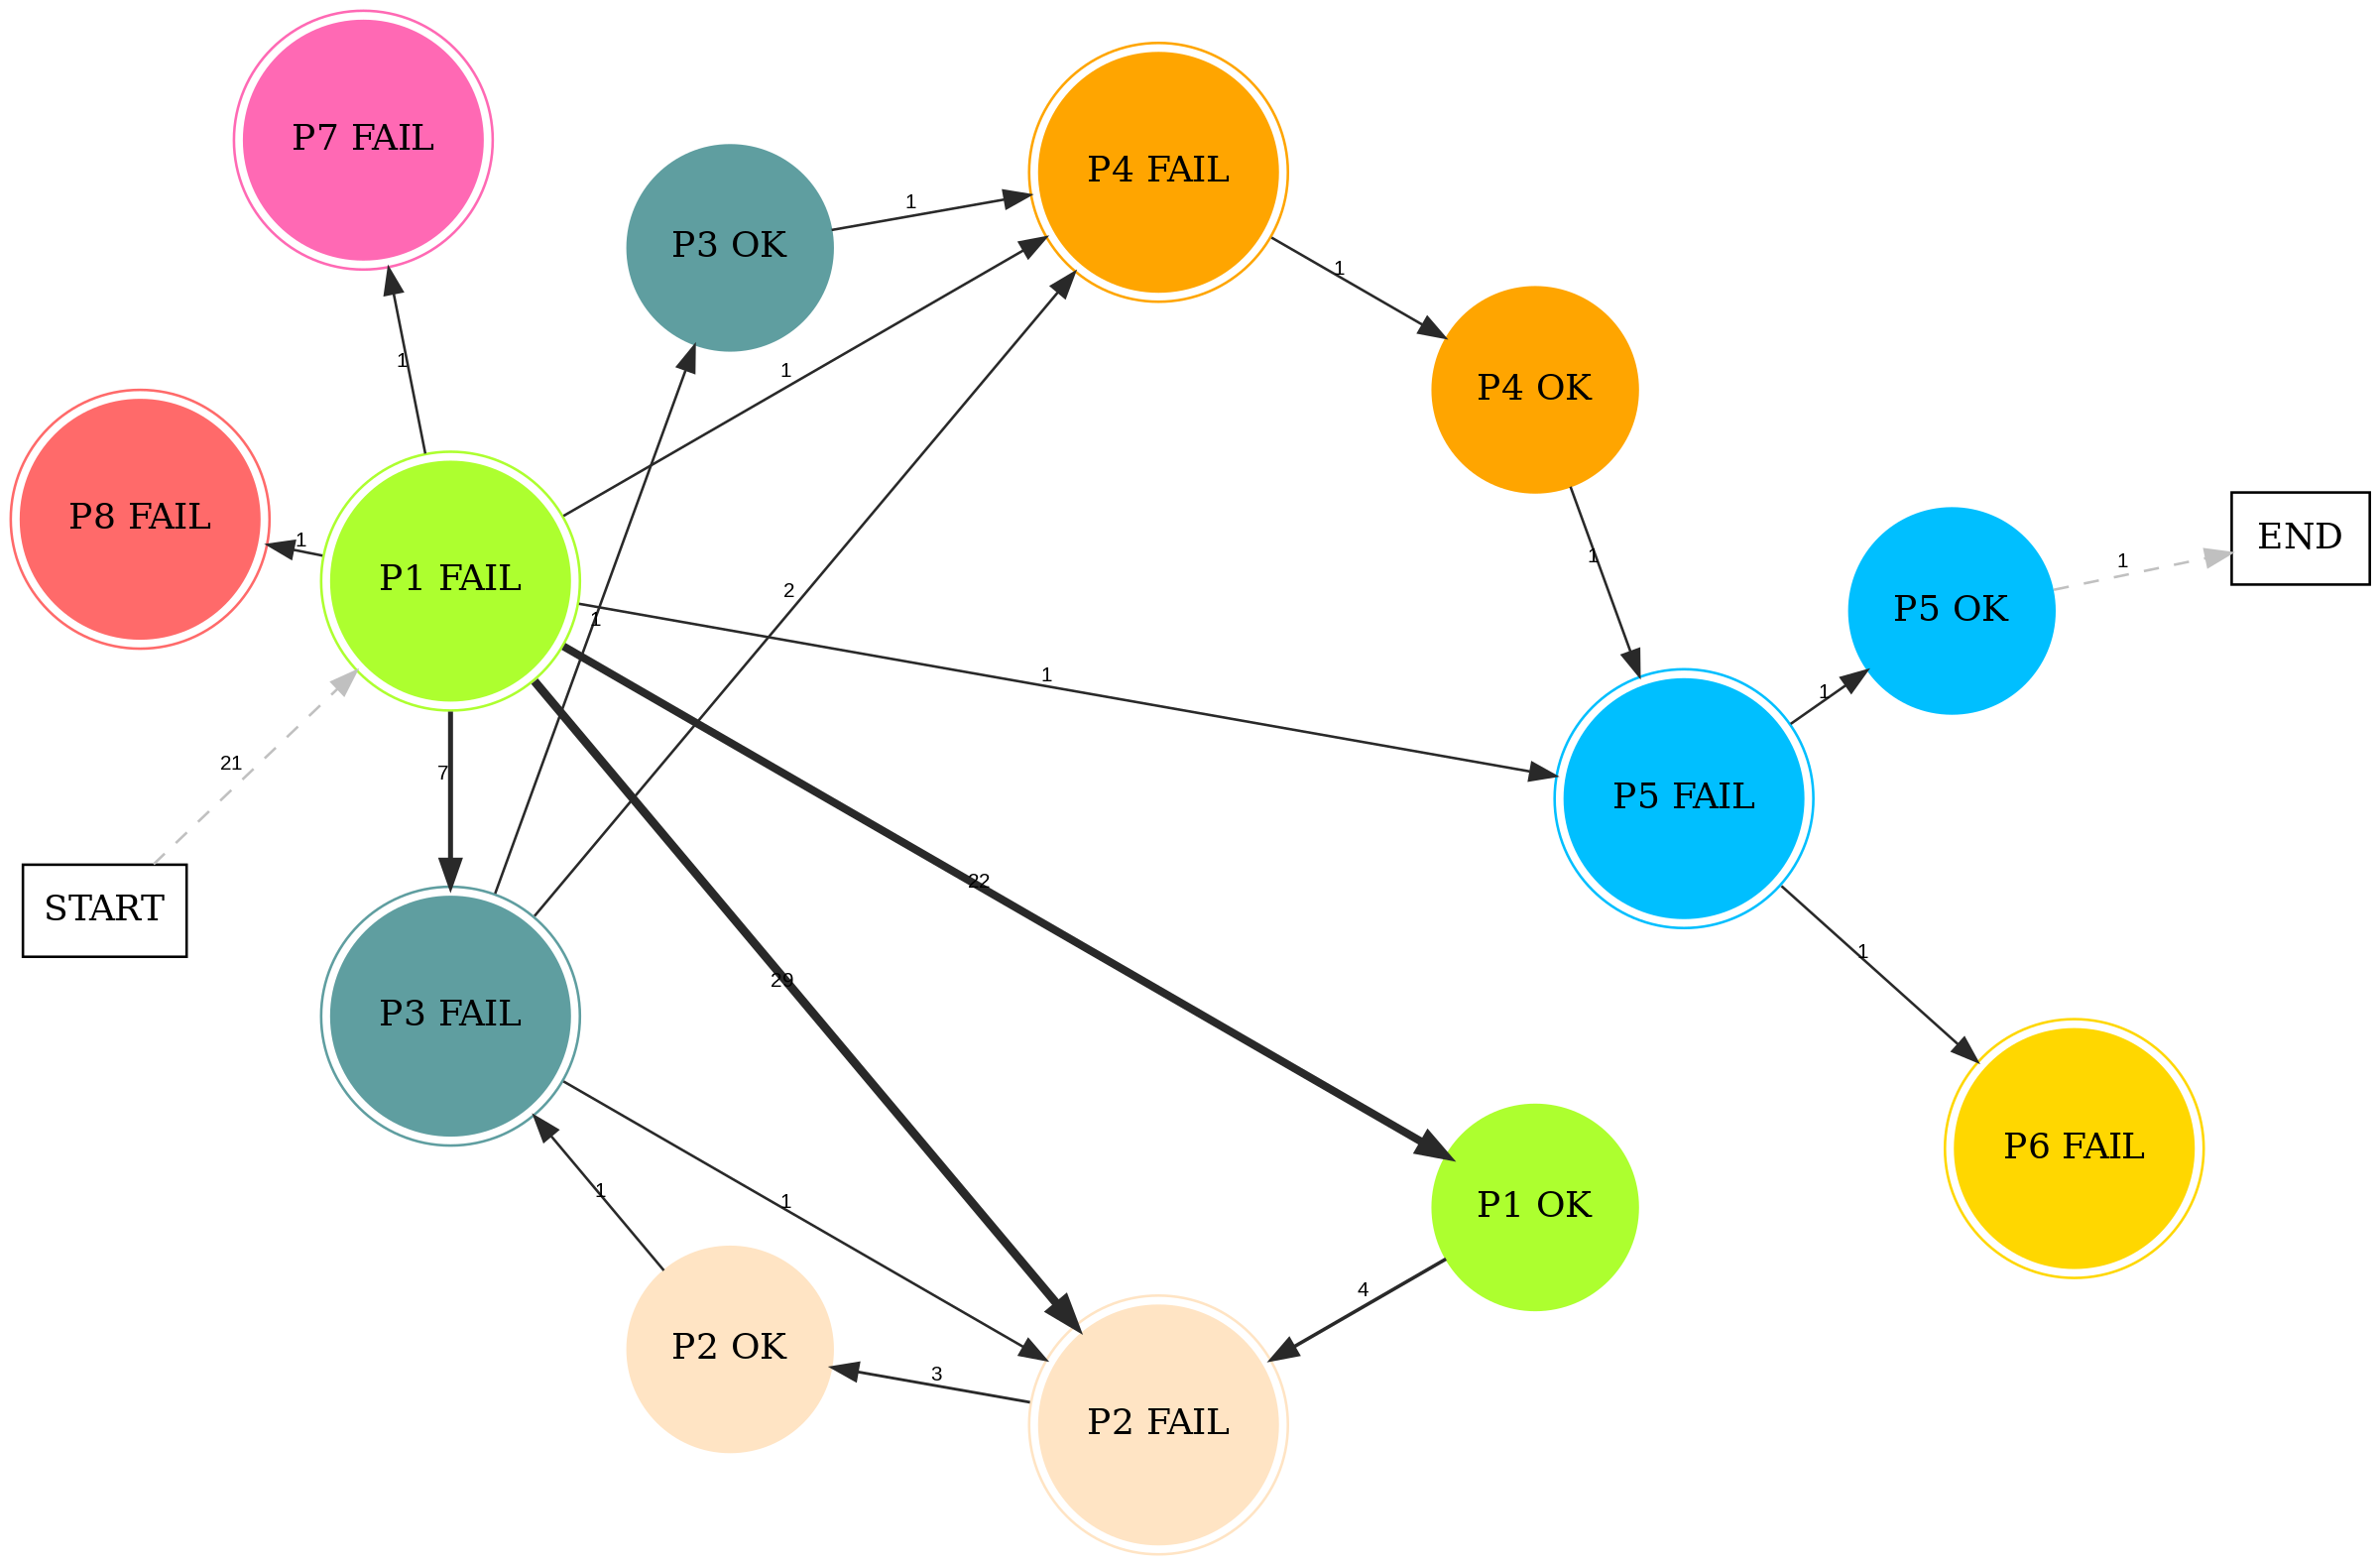 P7 FAIL
P4 FAIL
1
P3 OK
1
1
1
P4 OK
P8 FAIL
1
END
1
1
P1 FAIL
2
P5 OK
1
1
1
1
21
7
P5 FAIL
22
START
1
29
P3 FAIL
P6 FAIL
1
1
P1 OK
4
P2 OK
3
P2 FAIL